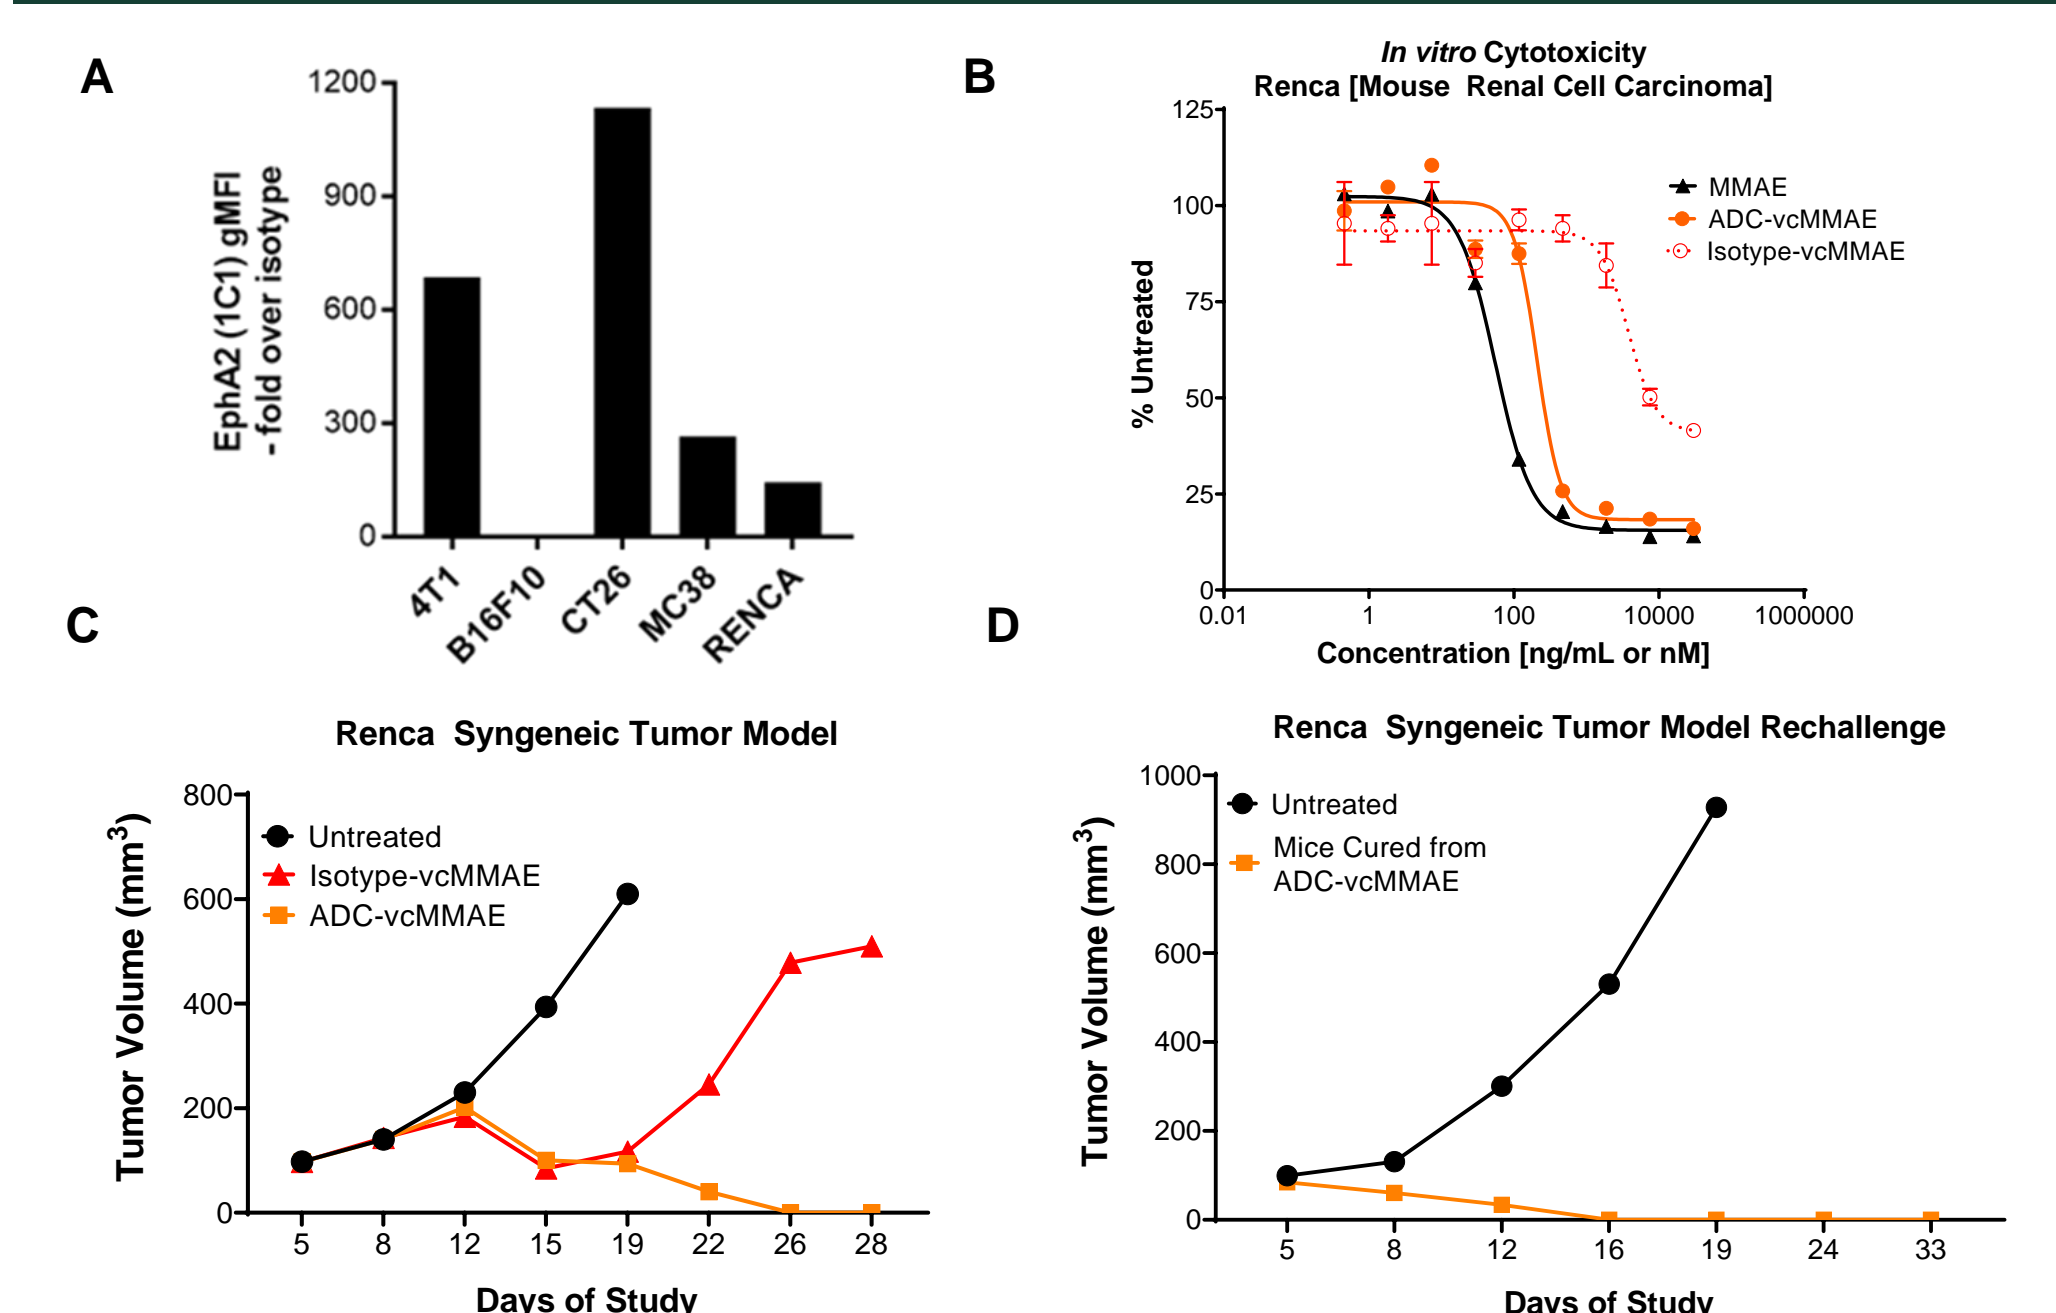 A
EphA2 (1C1) gMFI
- fold over isotype
1200
900
600
300
0
4T1
B16F10
CT26
MC38
RENCA
B
In vitro Cytotoxicity
Renca [Mouse Renal Cell Carcinoma]
% Untreated
125
100
75
50
25
0
0.01
1
100
10000
1000000
Concentration [ng/mL or nM]
MMAE
ADC-vcMMAE
Isotype-vcMMAE
C
Renca Syngeneic Tumor Model
Tumor Volume (mm³)
800
600
400
200
0
Untreated
Isotype-vcMMAE
ADC-vcMMAE
5
8
12
15
19
22
26
28
Days of Study
D
Renca Syngeneic Tumor Model Rechallenge
Tumor Volume (mm³)
1000
800
600
400
200
0
Untreated
Mice Cured from
ADC-vcMMAE
5
8
12
16
19
24
33
Days of Study